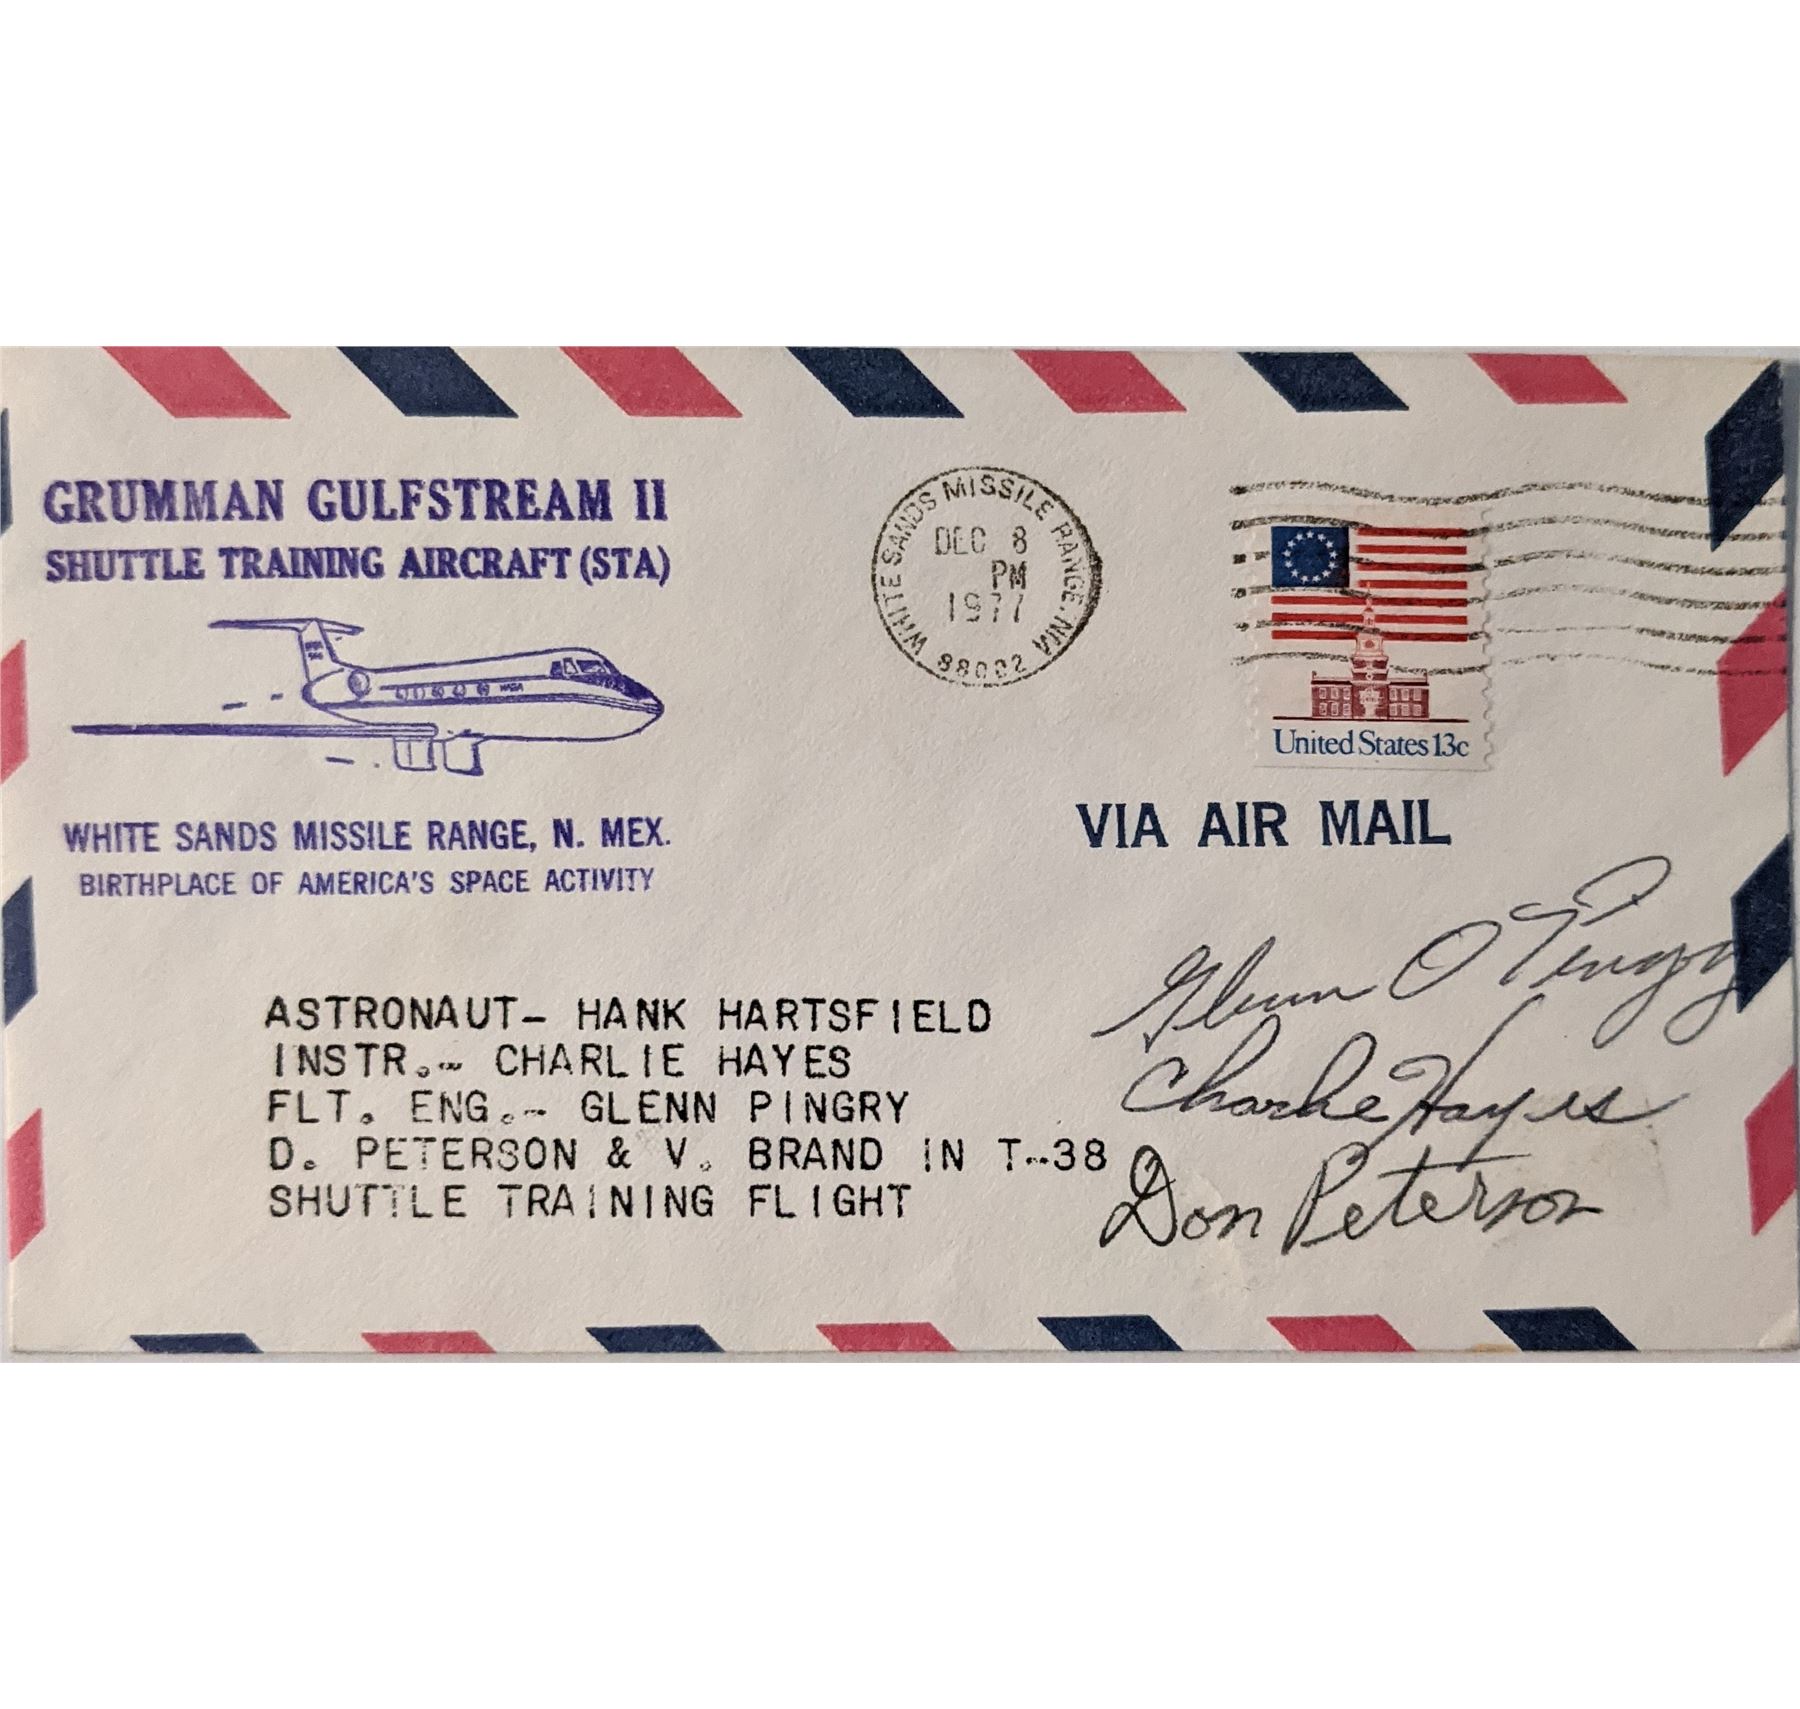 GRUMMAN GULFSTREAM II
SHUTTLE TRAINING AIRCRAFT (STA)
NASA
WHITE SANDS MISSILE RANGE, N. MEX.
BIRTHPLACE OF AMERICA'S SPACE ACTIVITY
WHITE SANDS MISSILE RANGE, NM
DEC 8
PM
1977
88002
United States 13c
VIA AIR MAIL
ASTRONAUT- HANK HARTSFIELD
INSTR.- CHARLIE HAYES
FLT. ENG.- GLENN PINGRY
D. PETERSON & V. BRAND IN T-38
SHUTTLE TRAINING FLIGHT
Glenn O Pingry
Charlie Hayes
Don Peterson